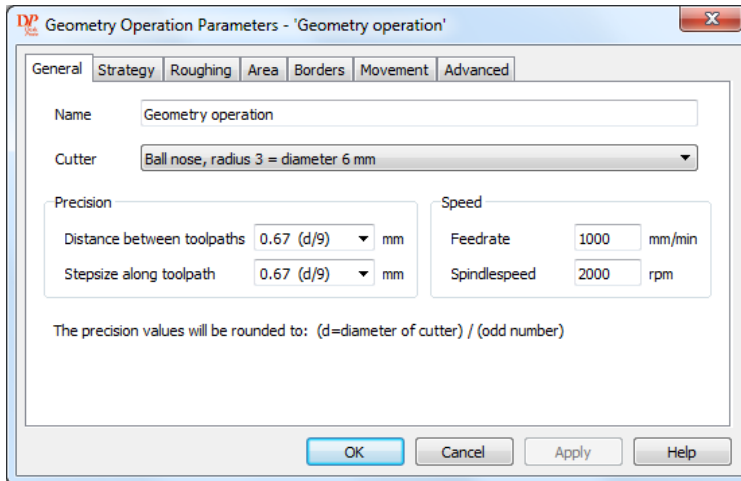 DP Geometry Operation Parameters - 'Geometry operation'
General Strategy Roughing Area Borders Movement Advanced
Name Geometry operation
Cutter Ball nose, radius 3 = diameter 6 mm
Precision Speed
Distance between toolpaths 0.67 (d/9) mm Feedrate 1000 mm/min
Stepsize along toolpath 0.67 (d/9) mm Spindlespeed 2000 rpm
The precision values will be rounded to: (d=diameter of cutter) / (odd number)
OK Cancel Apply Help